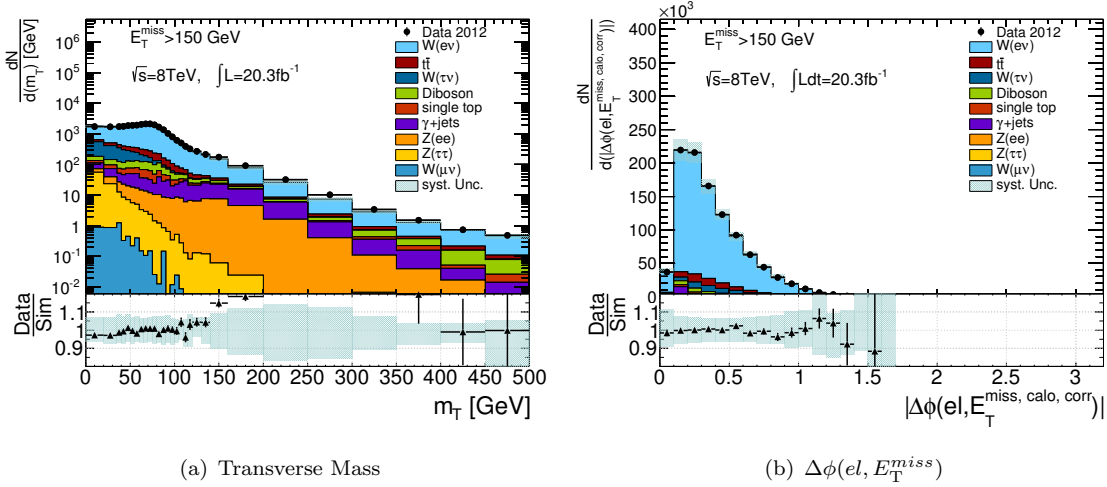 dN
d(m_T) [GeV]
E_T^miss>150 GeV
√s=8TeV, ∫L=20.3fb⁻¹
Data 2012
W(eν)
tt̄
W(τν)
Diboson
single top
γ+jets
Z(ee)
Z(ττ)
W(μν)
syst. Unc.
10⁶
10⁵
10⁴
10³
10²
10
1
10⁻¹
10⁻²
Data
Sim
1.1
1
0.9
0 50 100 150 200 250 300 350 400 450 500
m_T [GeV]
(a) Transverse Mass
×10³
dN
d(|Δφ(el,E_T^miss, calo, corr)|)
E_T^miss>150 GeV
√s=8TeV, ∫Ldt=20.3fb⁻¹
Data 2012
W(eν)
tt̄
W(τν)
Diboson
single top
γ+jets
Z(ee)
Z(ττ)
W(μν)
syst. Unc.
400
350
300
250
200
150
100
50
0
Data
Sim
1.1
1
0.9
0 0.5 1 1.5 2 2.5 3
|Δφ(el,E_T^miss, calo, corr)|
(b) Δφ(el, E_T^miss)